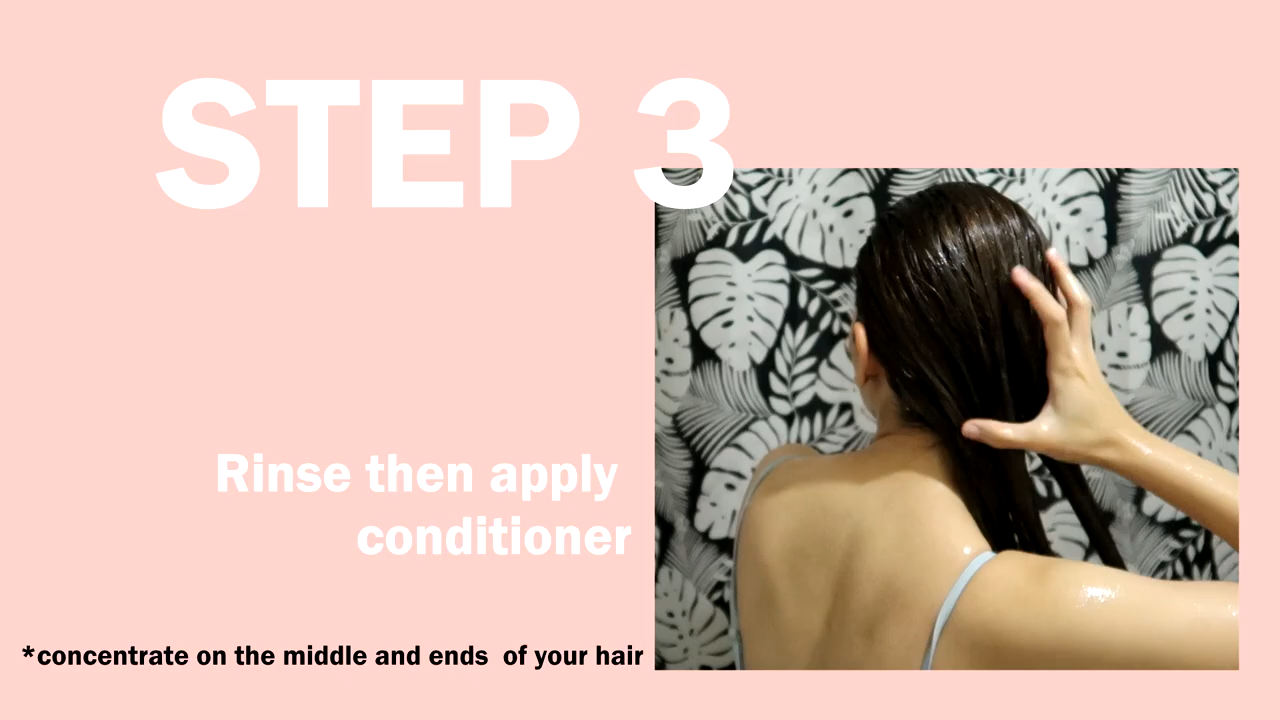 STEP 3
Rinse then apply
conditioner
*concentrate on the middle and ends of your hair